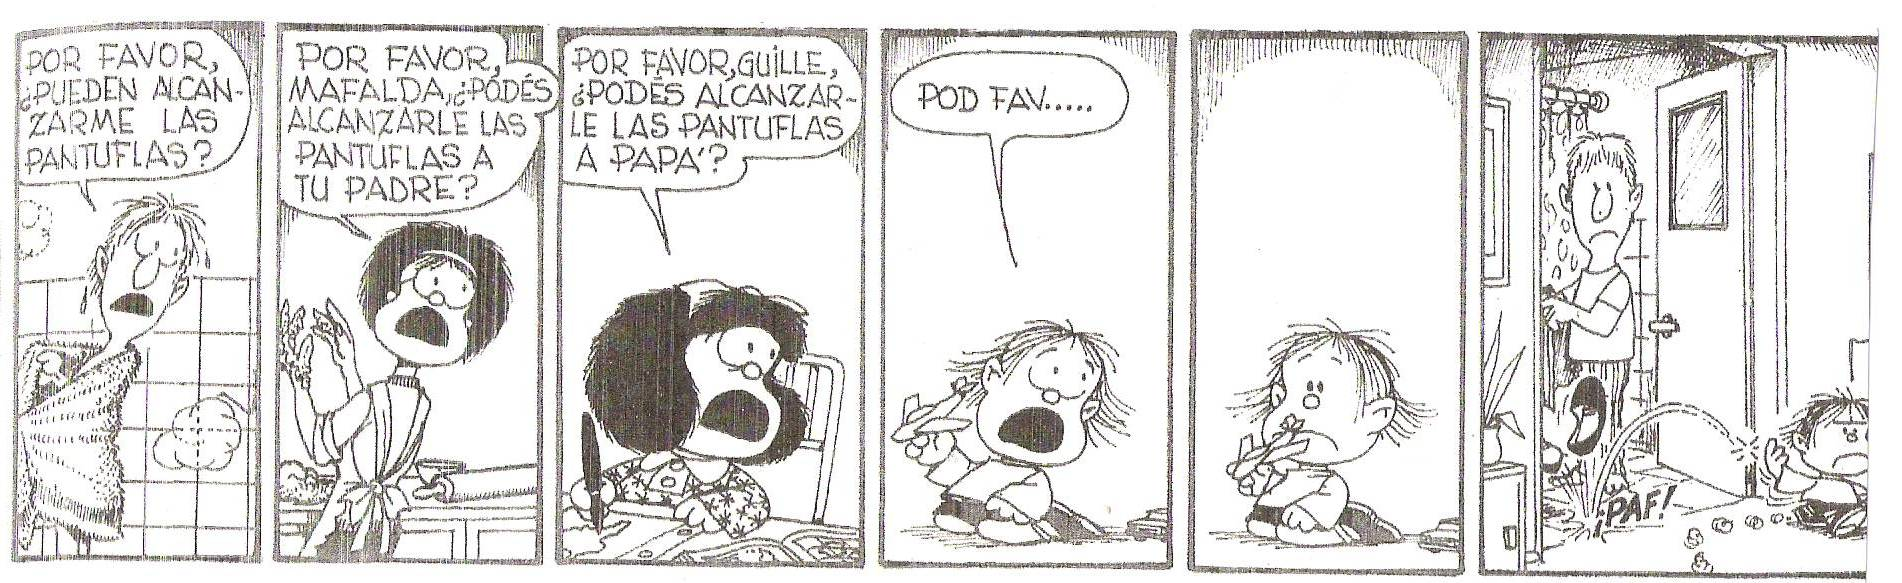 POR FAVOR,
¿PUEDEN ALCAN-
ZARME LAS
PANTUFLAS?
POR FAVOR,
MAFALDA, ¿PODÉS
ALCANZARLE LAS
PANTUFLAS A
TU PADRE?
POR FAVOR, GUILLE,
¿PODÉS ALCANZAR-
LE LAS PANTUFLAS
A PAPÁ?
POD FAV.....
¡PAF!